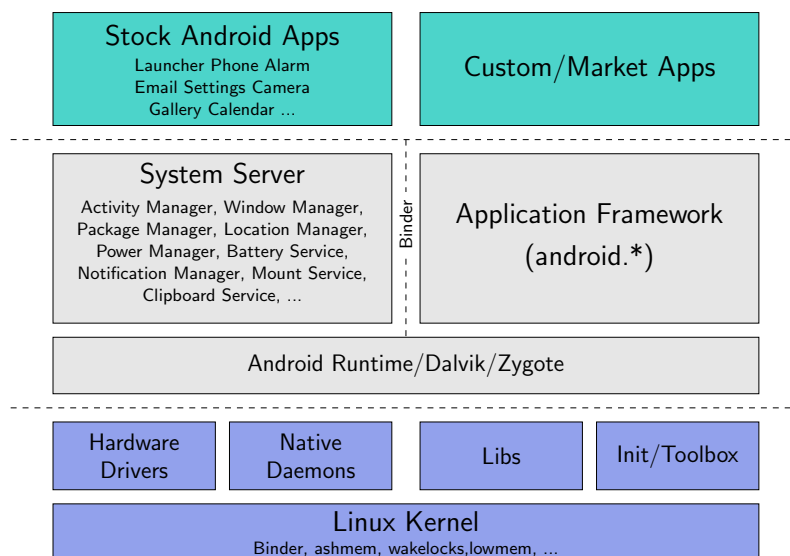 Stock Android Apps
Launcher Phone Alarm
Email Settings Camera
Gallery Calendar ...
Custom/Market Apps
System Server
Activity Manager, Window Manager,
Package Manager, Location Manager,
Power Manager, Battery Service,
Notification Manager, Mount Service,
Clipboard Service, ...
Binder
Application Framework
(android.*)
Android Runtime/Dalvik/Zygote
Hardware
Drivers
Native
Daemons
Libs
Init/Toolbox
Linux Kernel
Binder, ashmem, wakelocks,lowmem, ...